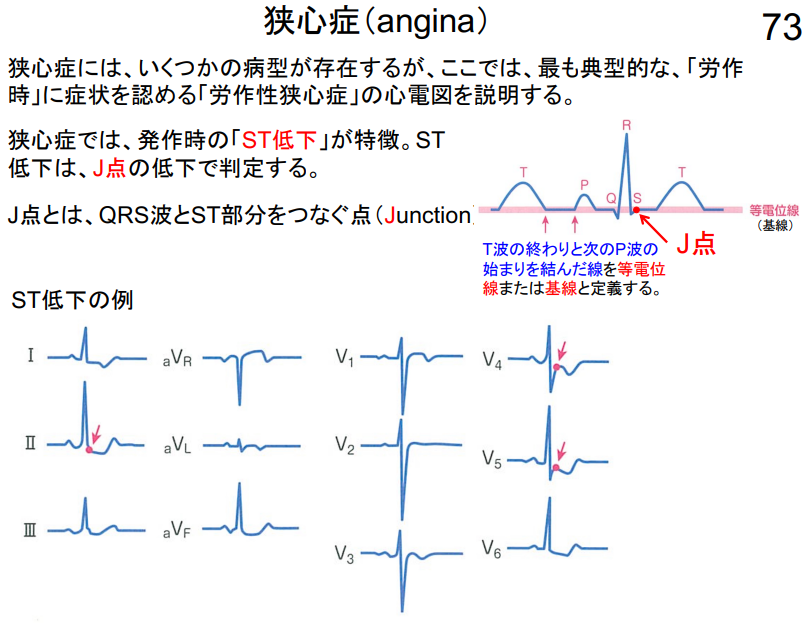 狭心症（angina）
73
狭心症には、いくつかの病型が存在するが、ここでは、最も典型的な、「労作
時」に症状を認める「労作性狭心症」の心電図を説明する。
狭心症では、発作時の「ST低下」が特徴。ST
低下は、J点の低下で判定する。
J点とは、QRS波とST部分をつなぐ点（Junction）
R
T
P
Q
S
T
等電位線
（基線）
J点
T波の終わりと次のP波の
始まりを結んだ線を等電位
線または基線と定義する。
ST低下の例
Ⅰ
aVR
V1
V4
Ⅱ
aVL
V2
V5
Ⅲ
aVF
V3
V6